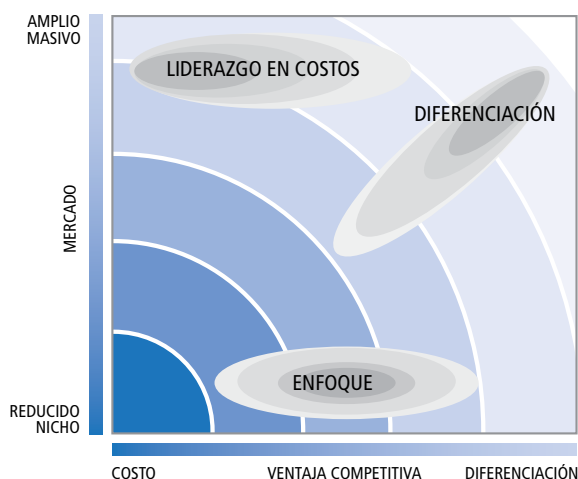 AMPLIO
MASIVO
LIDERAZGO EN COSTOS
DIFERENCIACIÓN
MERCADO
ENFOQUE
REDUCIDO
NICHO
COSTO
VENTAJA COMPETITIVA
DIFERENCIACIÓN